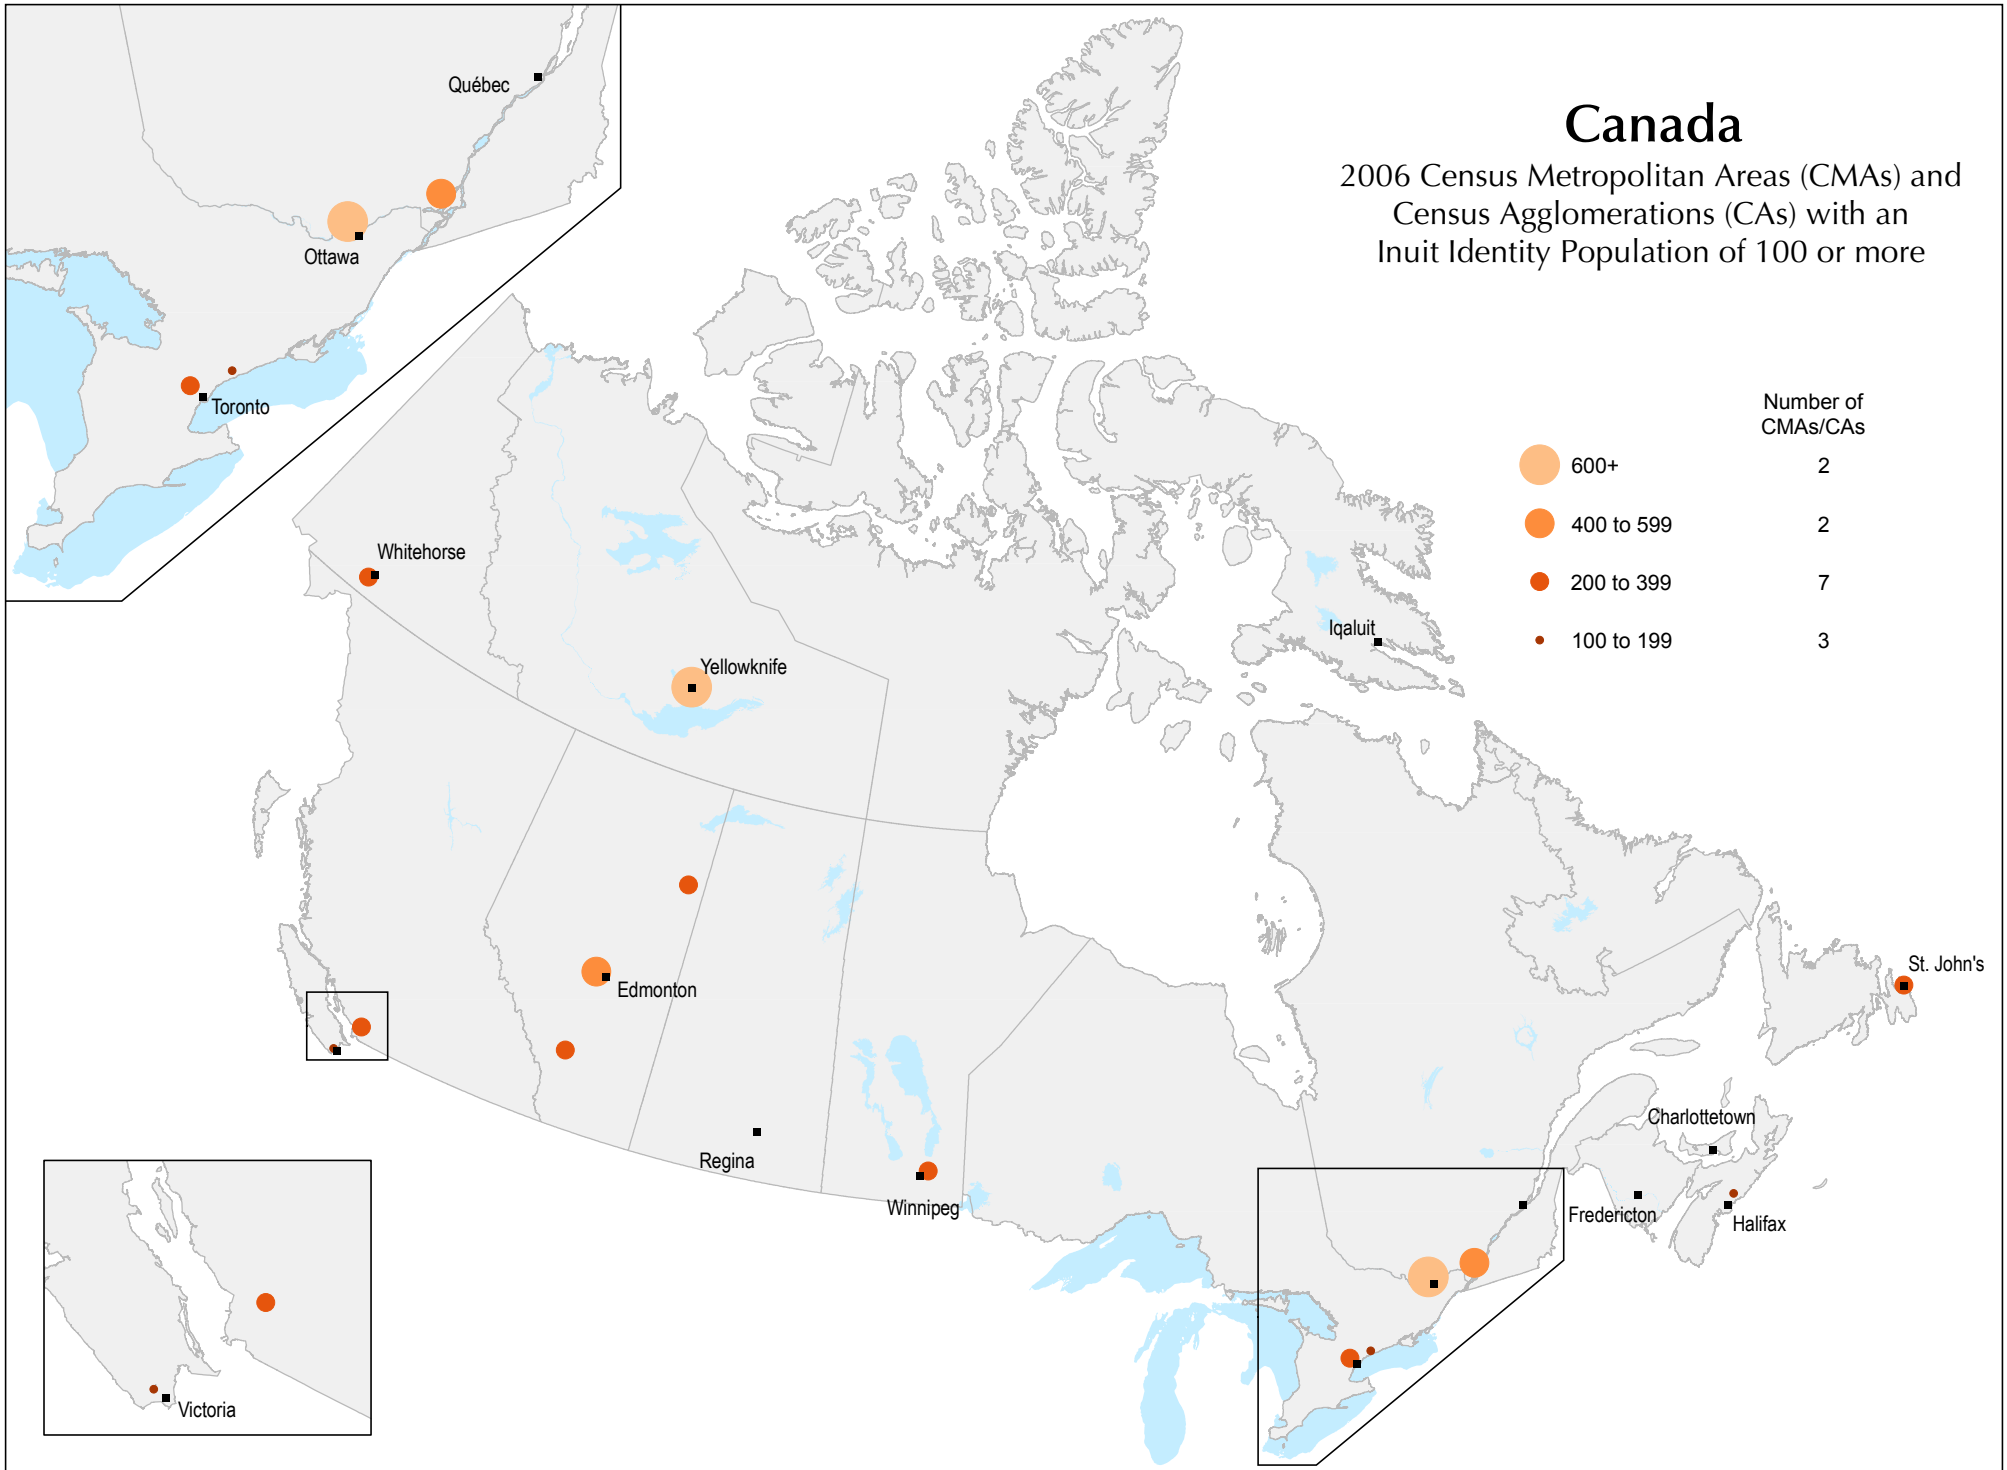 Canada
2006 Census Metropolitan Areas (CMAs) and
Census Agglomerations (CAs) with an
Inuit Identity Population of 100 or more
Number of
CMAs/CAs
600+ 2
400 to 599 2
200 to 399 7
100 to 199 3
Québec
Ottawa
Toronto
Whitehorse
Yellowknife
Iqaluit
Edmonton
St. John's
Regina
Winnipeg
Charlottetown
Fredericton
Halifax
Victoria